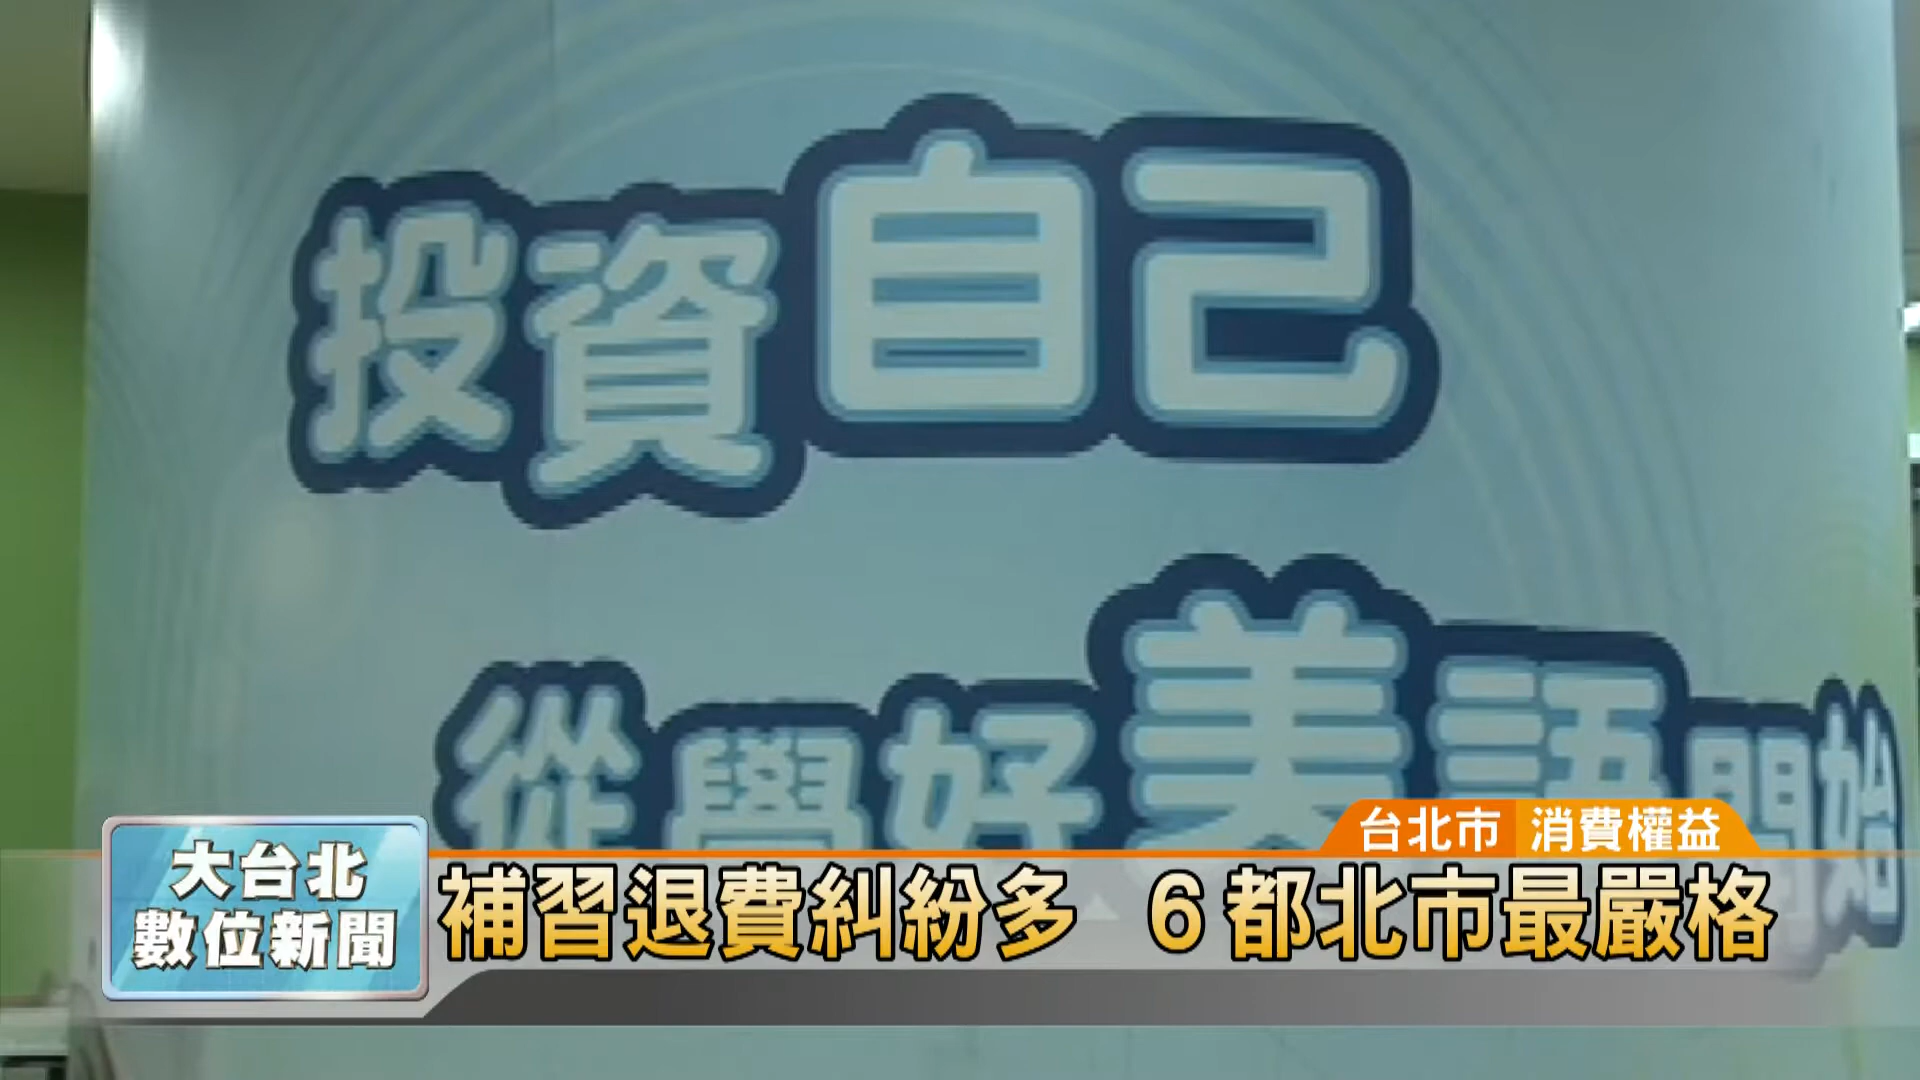 投資自己
從學好美語開始
台北市 消費權益
大台北
數位新聞
補習退費糾紛多 6都北市最嚴格